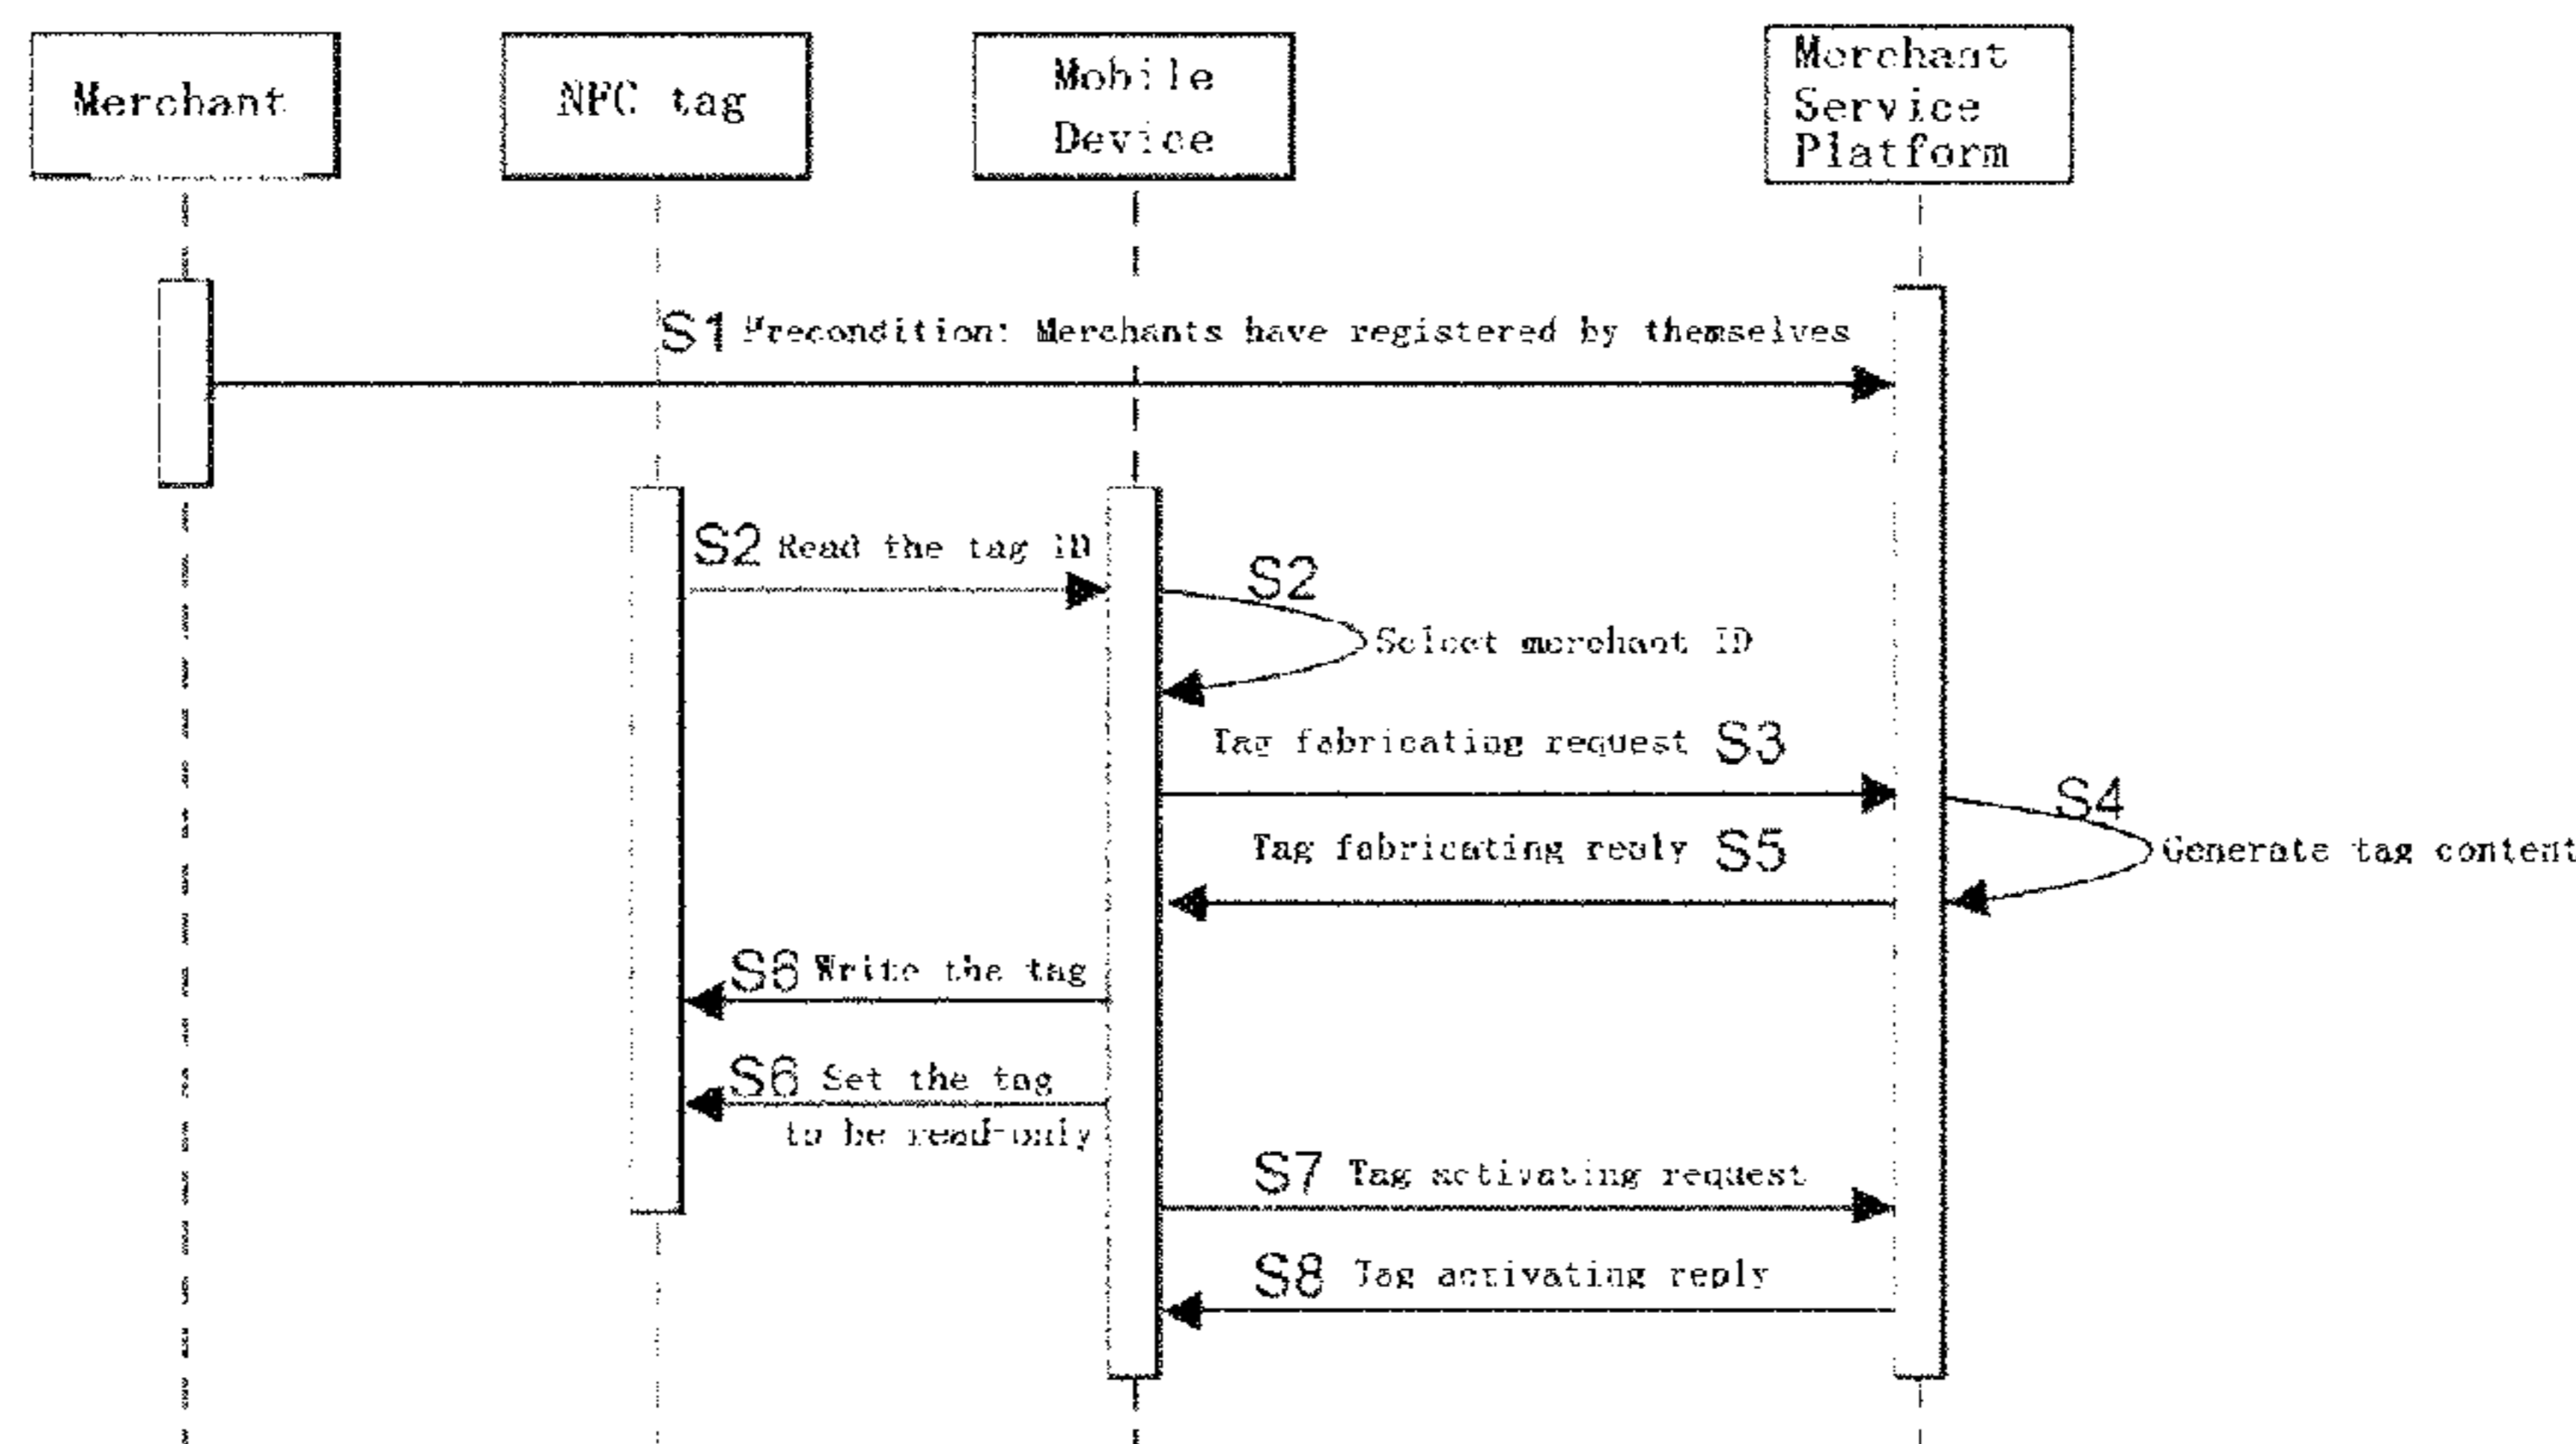 Merchant
NFC tag
Mobile
Device
Merchant
Service
Platform
S1 Precondition: Merchants have registered by themselves
S2 Read the tag ID
S2
Select merchant ID
Tag fabricating request S3
S4
Tag fabricating reply S5
Generate tag content
S6 Write the tag
S6 Set the tag
to be read-only
S7 Tag activating request
S8 Tag activating reply